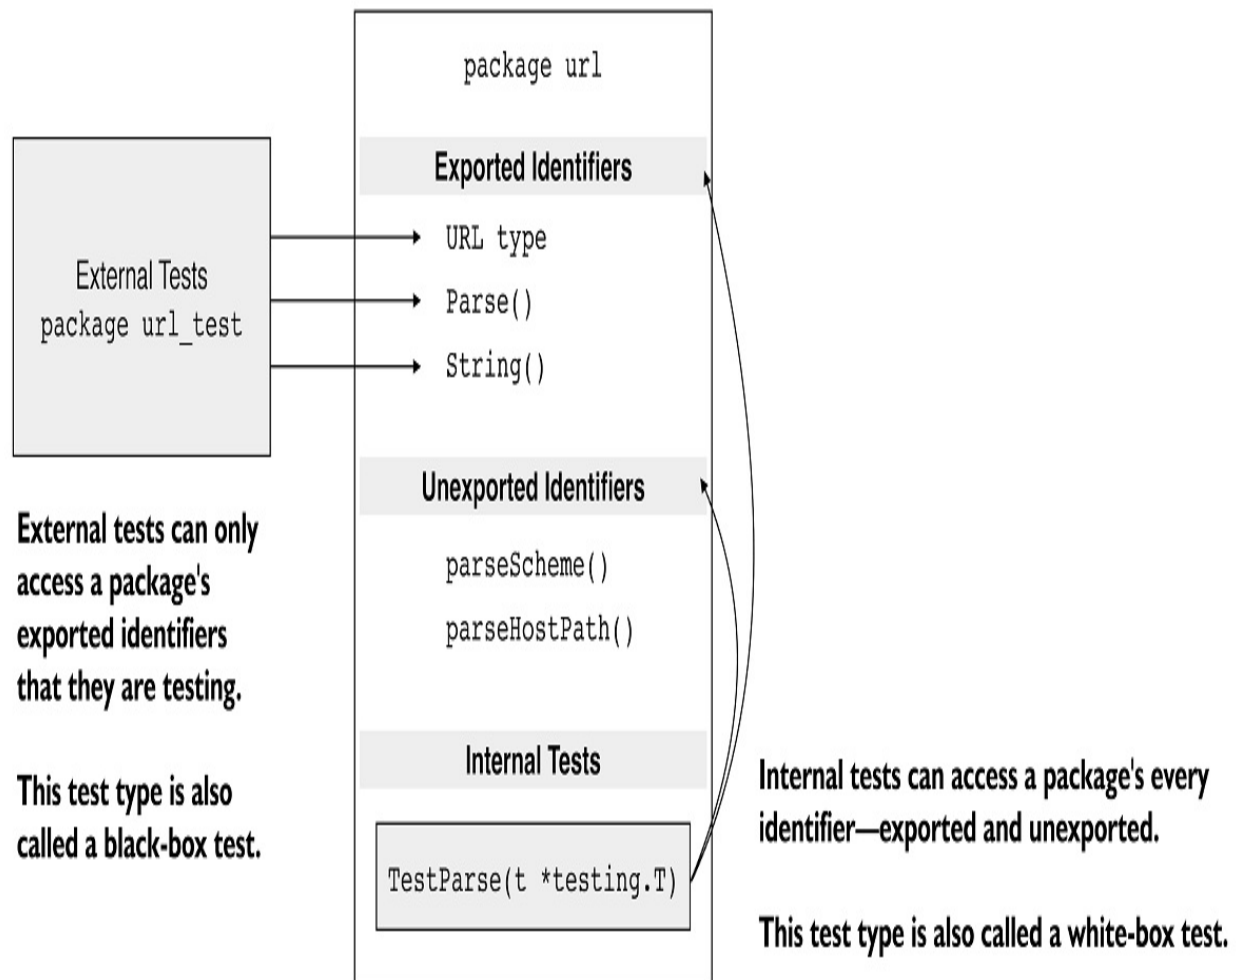 package url
Exported Identifiers
URL type
Parse()
String()
External Tests
package url_test
Unexported Identifiers
parseScheme()
parseHostPath()
External tests can only
access a package's
exported identifiers
that they are testing.
This test type is also
called a black-box test.
Internal Tests
TestParse(t *testing.T)
Internal tests can access a package's every
identifier—exported and unexported.
This test type is also called a white-box test.